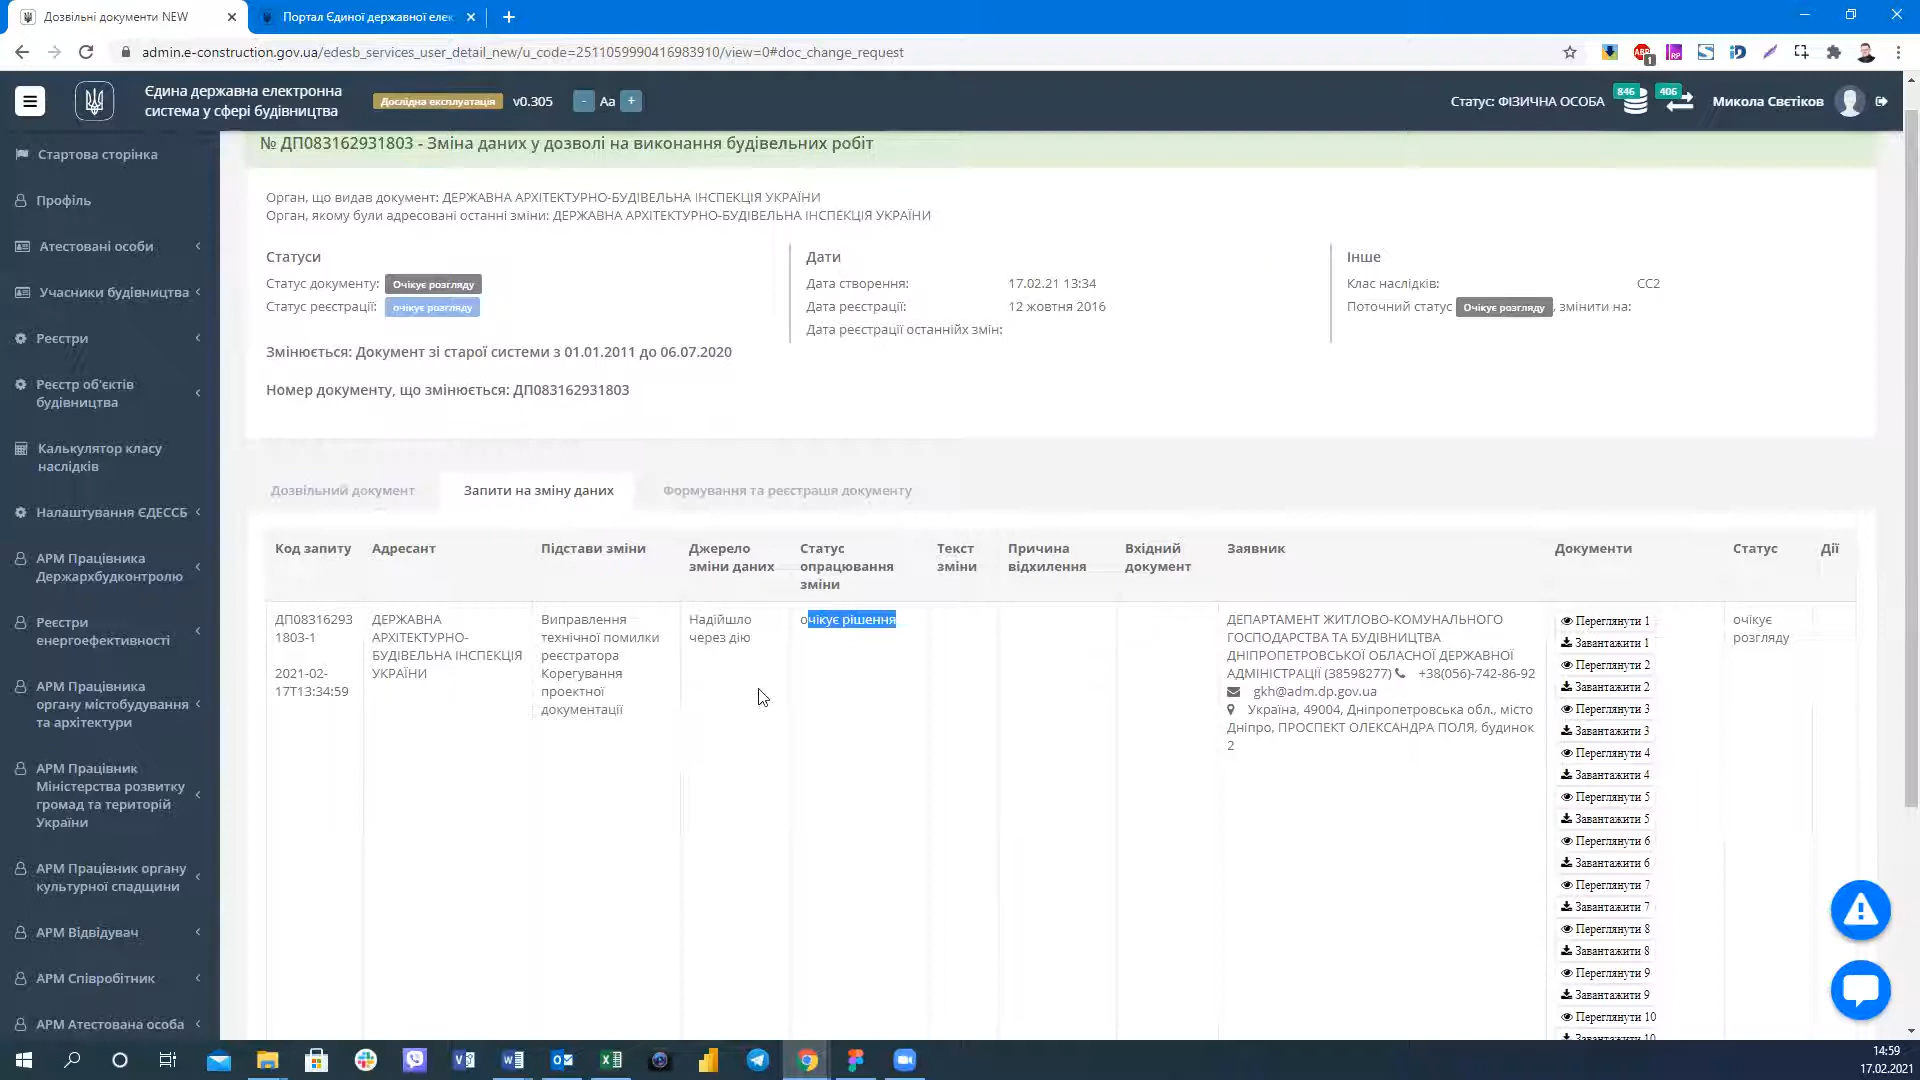 Дозвільні документи NEW
Портал Єдиної державної елек
admin.e-construction.gov.ua/edesb_services_user_detail_new/u_code=2511059990416983910/view=0#doc_change_request
Єдина державна електронна
система у сфері будівництва
Дослідна експлуатація
v0.305
- Aa +
Статус: ФІЗИЧНА ОСОБА
846
406
Микола Свєтіков
Стартова сторінка
Профіль
Атестовані особи
Учасники будівництва
Реєстри
Реєстр об'єктів
будівництва
Калькулятор класу
наслідків
Налаштування ЄДЕССБ
АРМ Працівника
Держархбудконтролю
Реєстри
енергоефективності
АРМ Працівника
органу містобудування
та архітектури
АРМ Працівник
Міністерства розвитку
громад та територій
України
АРМ Працівник органу
культурної спадщини
АРМ Відвідувач
АРМ Співробітник
АРМ Атестована особа
№ ДП083162931803 - Зміна даних у дозволі на виконання будівельних робіт
Орган, що видав документ: ДЕРЖАВНА АРХІТЕКТУРНО-БУДІВЕЛЬНА ІНСПЕКЦІЯ УКРАЇНИ
Орган, якому були адресовані останні зміни: ДЕРЖАВНА АРХІТЕКТУРНО-БУДІВЕЛЬНА ІНСПЕКЦІЯ УКРАЇНИ
Статуси
Статус документу: Очікує розгляду
Статус реєстрації: очікує розгляду
Дати
Дата створення: 17.02.21 13:34
Дата реєстрації: 12 жовтня 2016
Дата реєстрації останнійх змін:
Інше
Клас наслідків: СС2
Поточний статус Очікує розгляду , змінити на:
Змінюється: Документ зі старої системи з 01.01.2011 до 06.07.2020
Номер документу, що змінюється: ДП083162931803
Дозвільний документ
Запити на зміну даних
Формування та реєстрація документу
Код запиту
Адресант
Підстави зміни
Джерело
зміни даних
Статус
опрацювання
зміни
Текст
зміни
Причина
відхилення
Вхідний
документ
Заявник
Документи
Статус
Дії
ДП08316293
1803-1
2021-02-
17T13:34:59
ДЕРЖАВНА
АРХІТЕКТУРНО-
БУДІВЕЛЬНА ІНСПЕКЦІЯ
УКРАЇНИ
Виправлення
технічної помилки
реєстратора
Корегування
проектної
документації
Надійшло
через дію
очікує рішення
ДЕПАРТАМЕНТ ЖИТЛОВО-КОМУНАЛЬНОГО
ГОСПОДАРСТВА ТА БУДІВНИЦТВА
ДНІПРОПЕТРОВСЬКОЇ ОБЛАСНОЇ ДЕРЖАВНОЇ
АДМІНІСТРАЦІЇ (38598277) +38(056)-742-86-92
gkh@adm.dp.gov.ua
Україна, 49004, Дніпропетровська обл., місто
Дніпро, ПРОСПЕКТ ОЛЕКСАНДРА ПОЛЯ, будинок
2
Переглянути 1
Завантажити 1
Переглянути 2
Завантажити 2
Переглянути 3
Завантажити 3
Переглянути 4
Завантажити 4
Переглянути 5
Завантажити 5
Переглянути 6
Завантажити 6
Переглянути 7
Завантажити 7
Переглянути 8
Завантажити 8
Переглянути 9
Завантажити 9
Переглянути 10
Завантажити 10
очікує
розгляду
14:59
17.02.2021